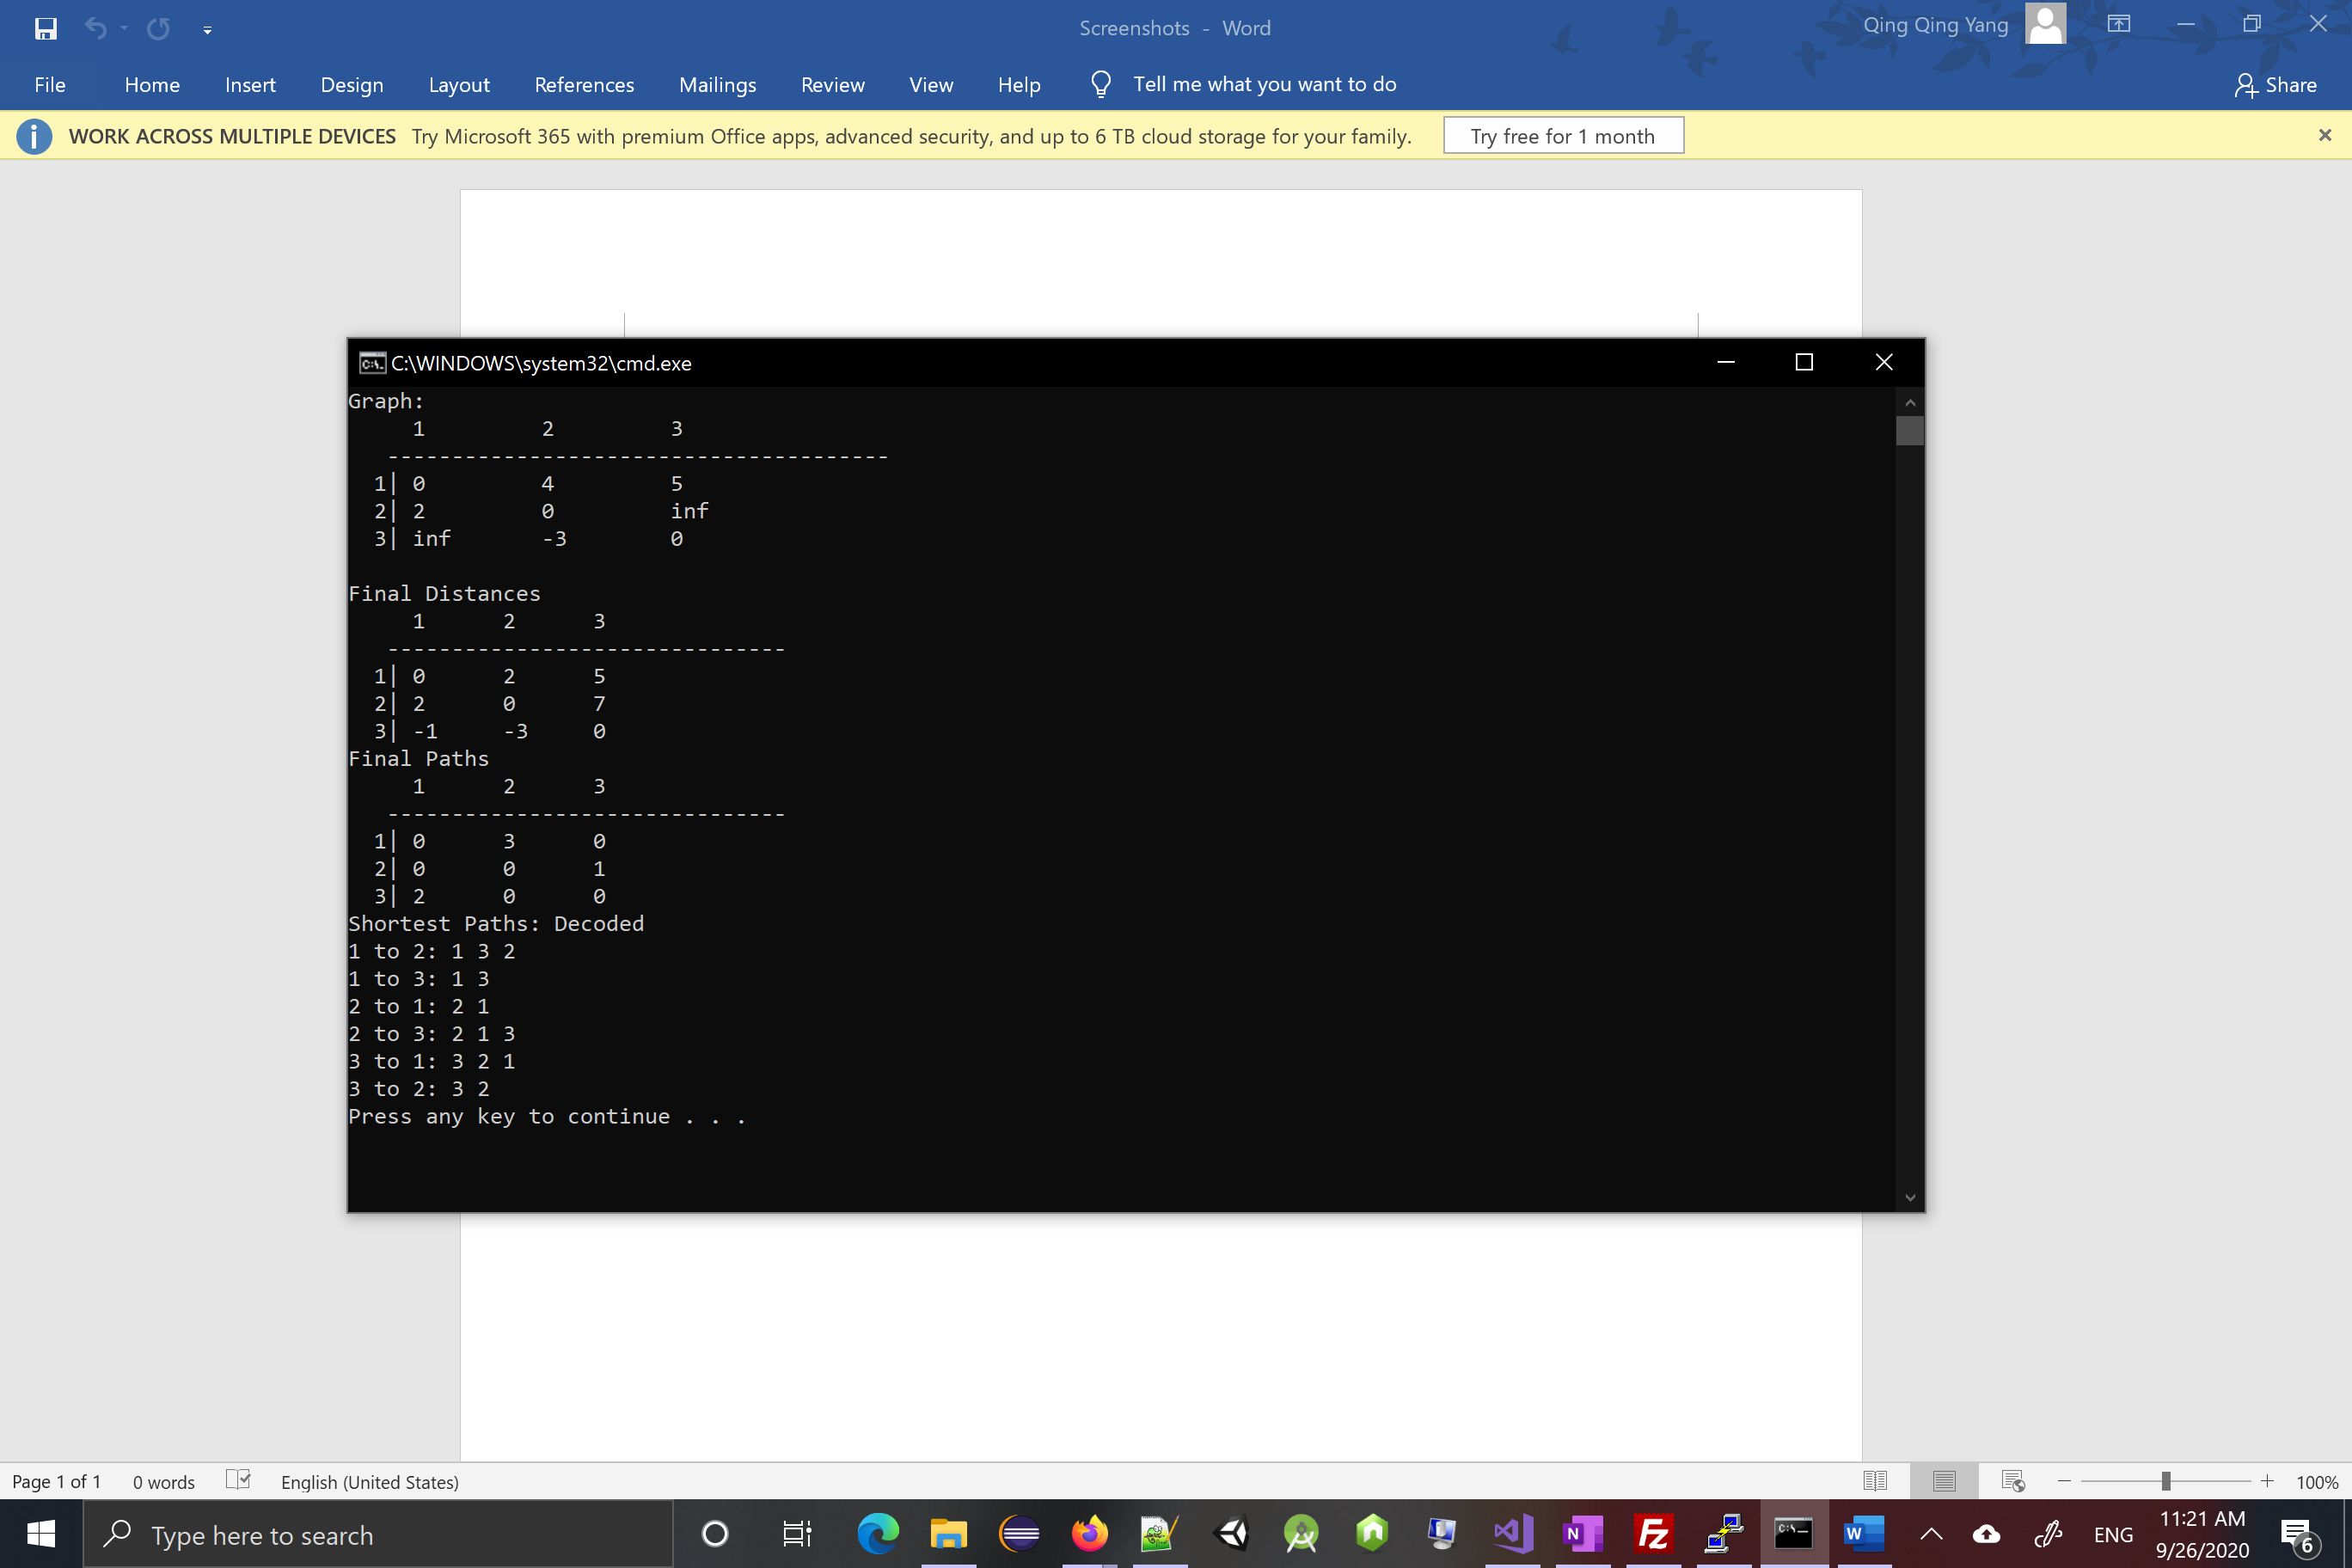 Screenshots - Word
Qing Qing Yang
File Home Insert Design Layout References Mailings Review View Help Tell me what you want to do Share
WORK ACROSS MULTIPLE DEVICES Try Microsoft 365 with premium Office apps, advanced security, and up to 6 TB cloud storage for your family. Try free for 1 month
C:\WINDOWS\system32\cmd.exe
Graph:
     1         2         3
   ---------------------------------------
  1| 0         4         5
  2| 2         0         inf
  3| inf       -3        0
Final Distances
     1      2      3
   -------------------------------
  1| 0      2      5
  2| 2      0      7
  3| -1     -3     0
Final Paths
     1      2      3
   -------------------------------
  1| 0      3      0
  2| 0      0      1
  3| 2      0      0
Shortest Paths: Decoded
1 to 2: 1 3 2
1 to 3: 1 3
2 to 1: 2 1
2 to 3: 2 1 3
3 to 1: 3 2 1
3 to 2: 3 2
Press any key to continue . . .
Page 1 of 1 0 words English (United States) 100%
Type here to search
ENG
11:21 AM
9/26/2020
6